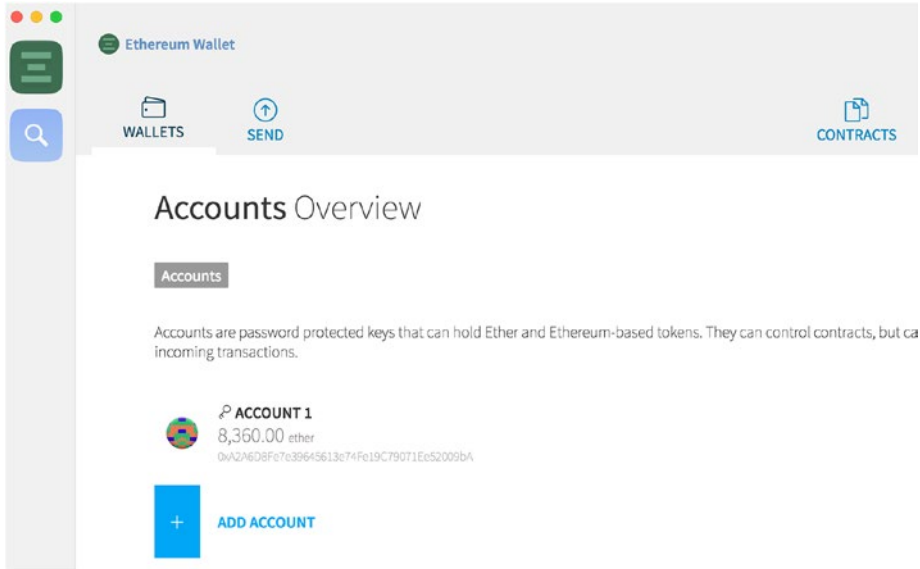 Ethereum Wallet
WALLETS
SEND
CONTRACTS
Accounts Overview
Accounts
Accounts are password protected keys that can hold Ether and Ethereum-based tokens. They can control contracts, but ca
incoming transactions.
ACCOUNT 1
8,360.00 ether
0xA2A6D8Fe7e39645613e74Fe19C79071Ee52009bA
+
ADD ACCOUNT